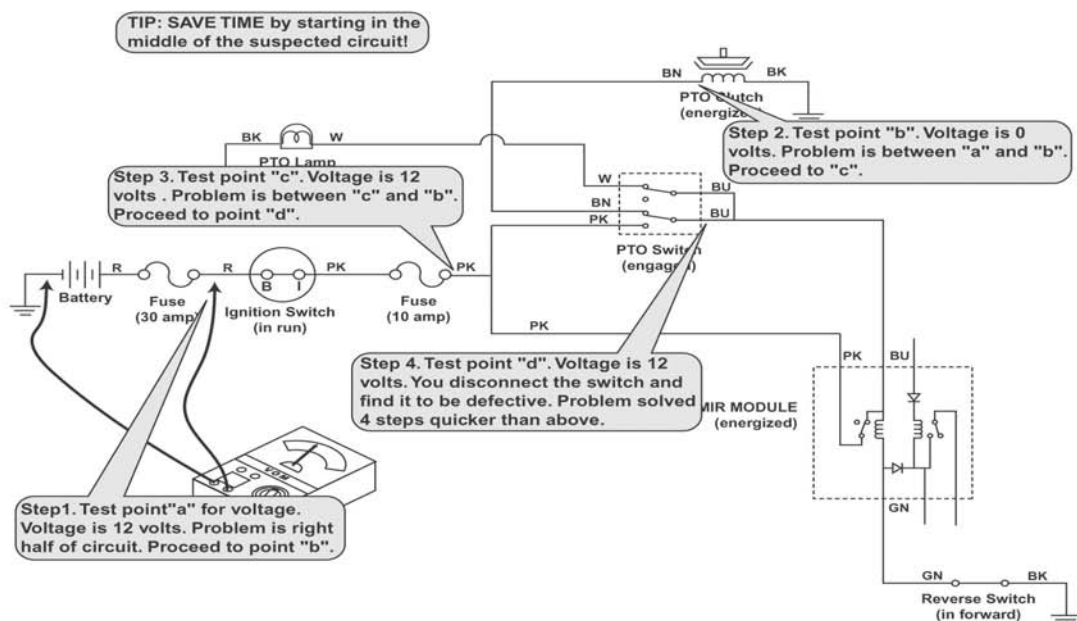 TIP: SAVE TIME by starting in the
middle of the suspected circuit!
BN
BK
PTO Clutch
(energized)
Step 2. Test point "b". Voltage is 0
volts. Problem is between "a" and "b".
Proceed to "c".
BK
W
PTO Lamp
Step 3. Test point "c". Voltage is 12
volts . Problem is between "c" and "b".
Proceed to point "d".
W
BU
BN
BU
PK
PTO Switch
(engaged)
R
R
B
I
PK
PK
Battery
Fuse
(30 amp)
Ignition Switch
(in run)
Fuse
(10 amp)
PK
Step 4. Test point "d". Voltage is 12
volts. You disconnect the switch and
find it to be defective. Problem solved
4 steps quicker than above.
PK
BU
MIR MODULE
(energized)
VOM
Step1. Test point"a" for voltage.
Voltage is 12 volts. Problem is right
half of circuit. Proceed to point "b".
GN
GN
BK
Reverse Switch
(in forward)